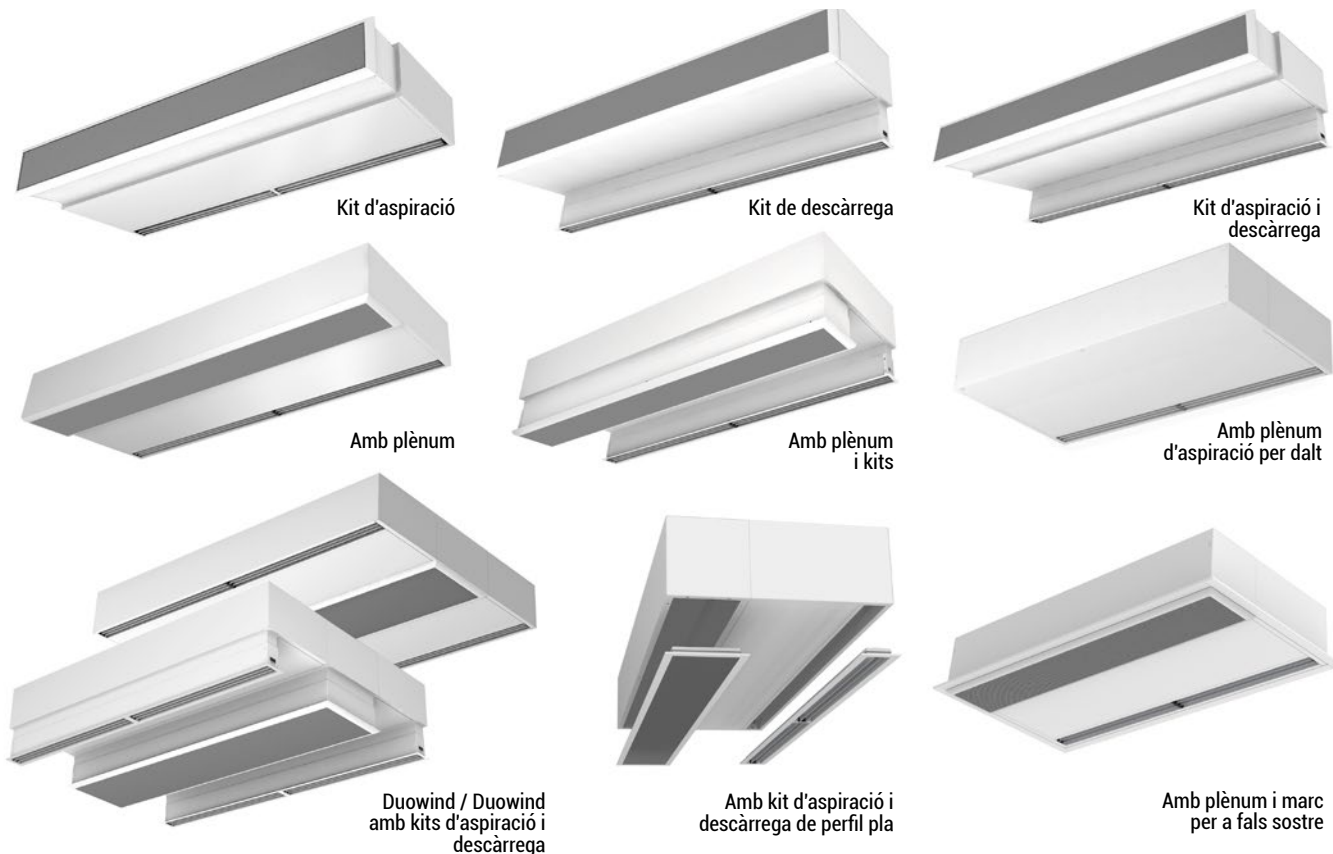 Kit d'aspiració
Kit de descàrrega
Kit d'aspiració i
descàrrega
Amb plènum
Amb plènum
i kits
Amb plènum
d'aspiració per dalt
Duowind / Duowind
amb kits d'aspiració i
descàrrega
Amb kit d'aspiració i
descàrrega de perfil pla
Amb plènum i marc
per a fals sostre